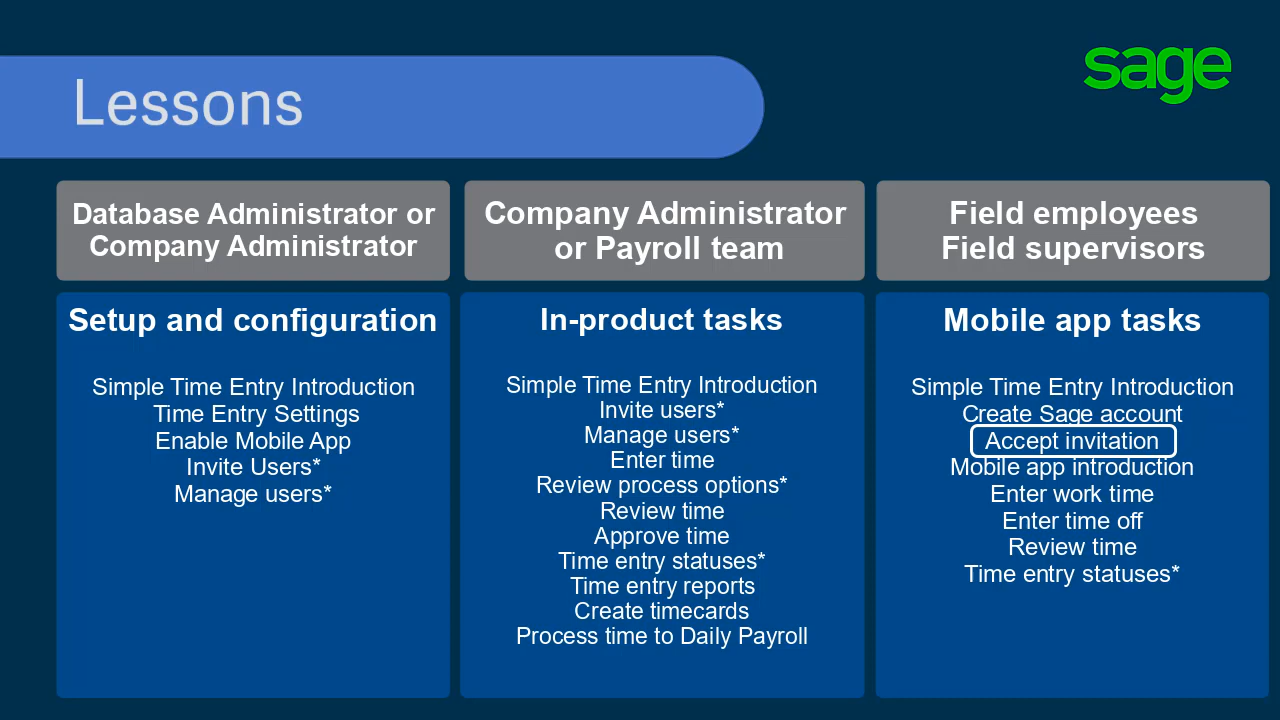 Lessons
sage
Database Administrator or
Company Administrator
Setup and configuration
Simple Time Entry Introduction
Time Entry Settings
Enable Mobile App
Invite Users*
Manage users*
Company Administrator
or Payroll team
In-product tasks
Simple Time Entry Introduction
Invite users*
Manage users*
Enter time
Review process options*
Review time
Approve time
Time entry statuses*
Time entry reports
Create timecards
Process time to Daily Payroll
Field employees
Field supervisors
Mobile app tasks
Simple Time Entry Introduction
Create Sage account
Accept invitation
Mobile app introduction
Enter work time
Enter time off
Review time
Time entry statuses*